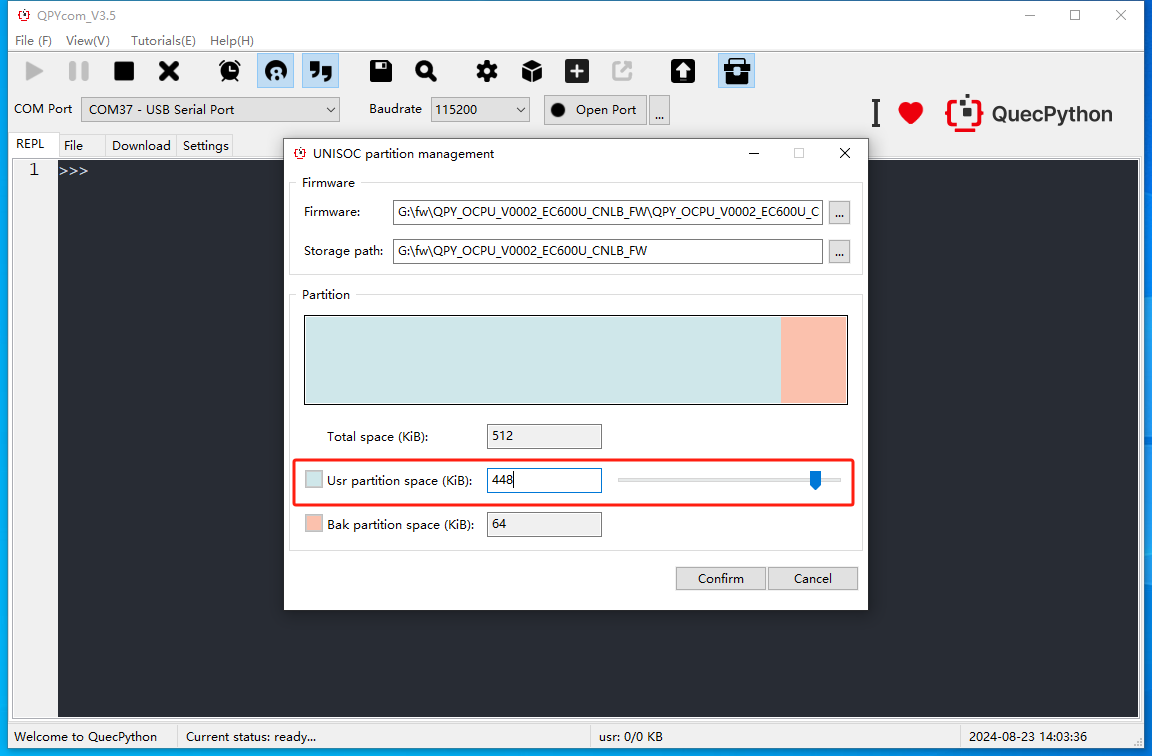 QPYcom_V3.5
File (F) View(V) Tutorials(E) Help(H)
COM Port COM37 - USB Serial Port Baudrate 115200 Open Port ... I QuecPython
REPL File Download Settings
1 >>>
UNISOC partition management
Firmware
Firmware: G:\fw\QPY_OCPU_V0002_EC600U_CNLB_FW\QPY_OCPU_V0002_EC600U_C ...
Storage path: G:\fw\QPY_OCPU_V0002_EC600U_CNLB_FW ...
Partition
Total space (KiB): 512
Usr partition space (KiB): 448
Bak partition space (KiB): 64
Confirm Cancel
Welcome to QuecPython Current status: ready... usr: 0/0 KB 2024-08-23 14:03:36